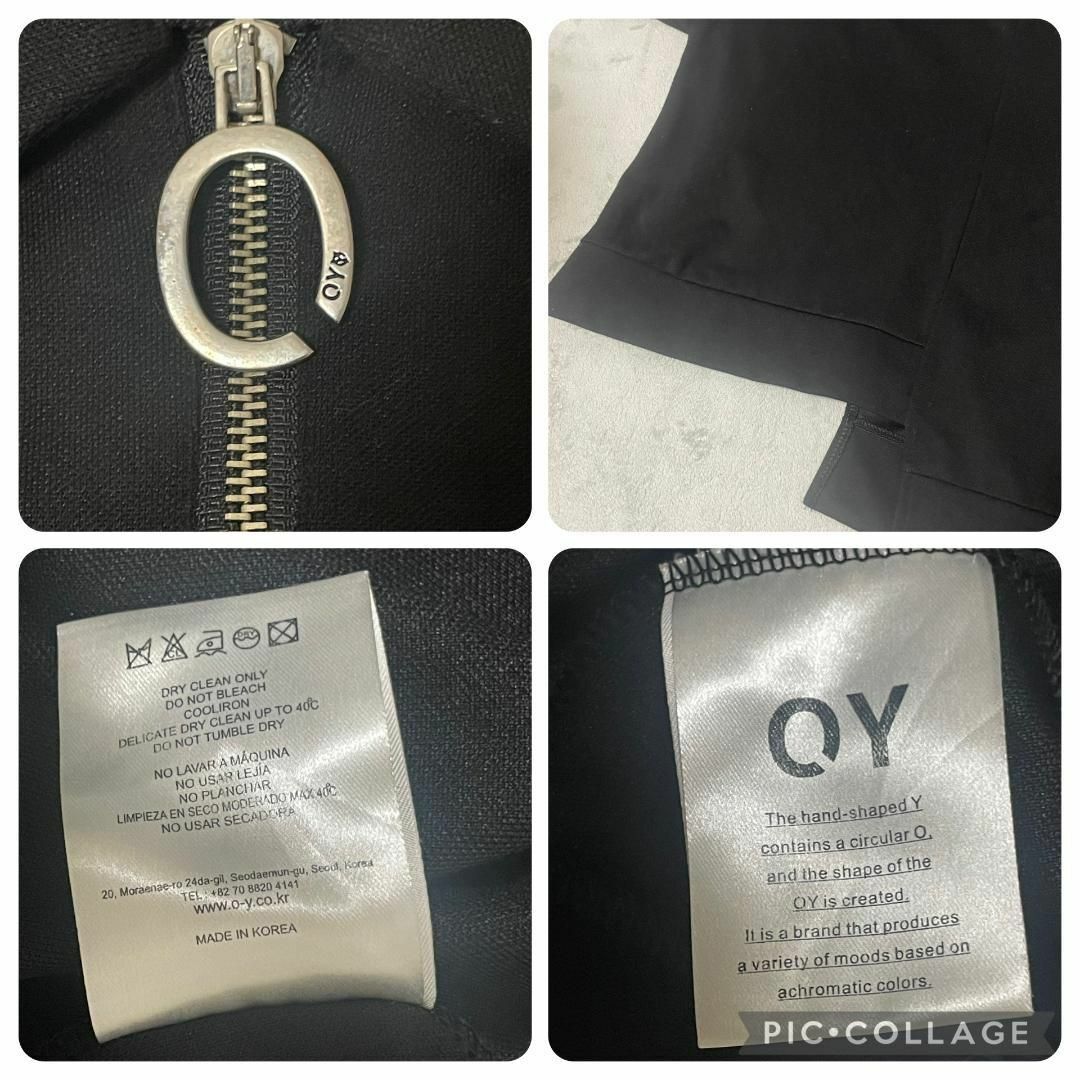 OY
CL
DRY
DRY CLEAN ONLY
DO NOT BLEACH
COOLIRON
DELICATE DRY CLEAN UP TO 40℃
DO NOT TUMBLE DRY
NO LAVAR A MÁQUINA
NO USAR LEJÍA
NO PLANCHAR
LIMPIEZA EN SECO MODERADO MAX 40℃
NO USAR SECADORA
20, Moraenae-ro 24da-gil, Seodaemun-gu, Seoul, Korea
TEL : +82 70 8820 4141
www.o-y.co.kr
MADE IN KOREA
OY
The hand-shaped Y
contains a circular O,
and the shape of the
OY is created.
It is a brand that produces
a variety of moods based on
achromatic colors.
PIC•COLLAGE